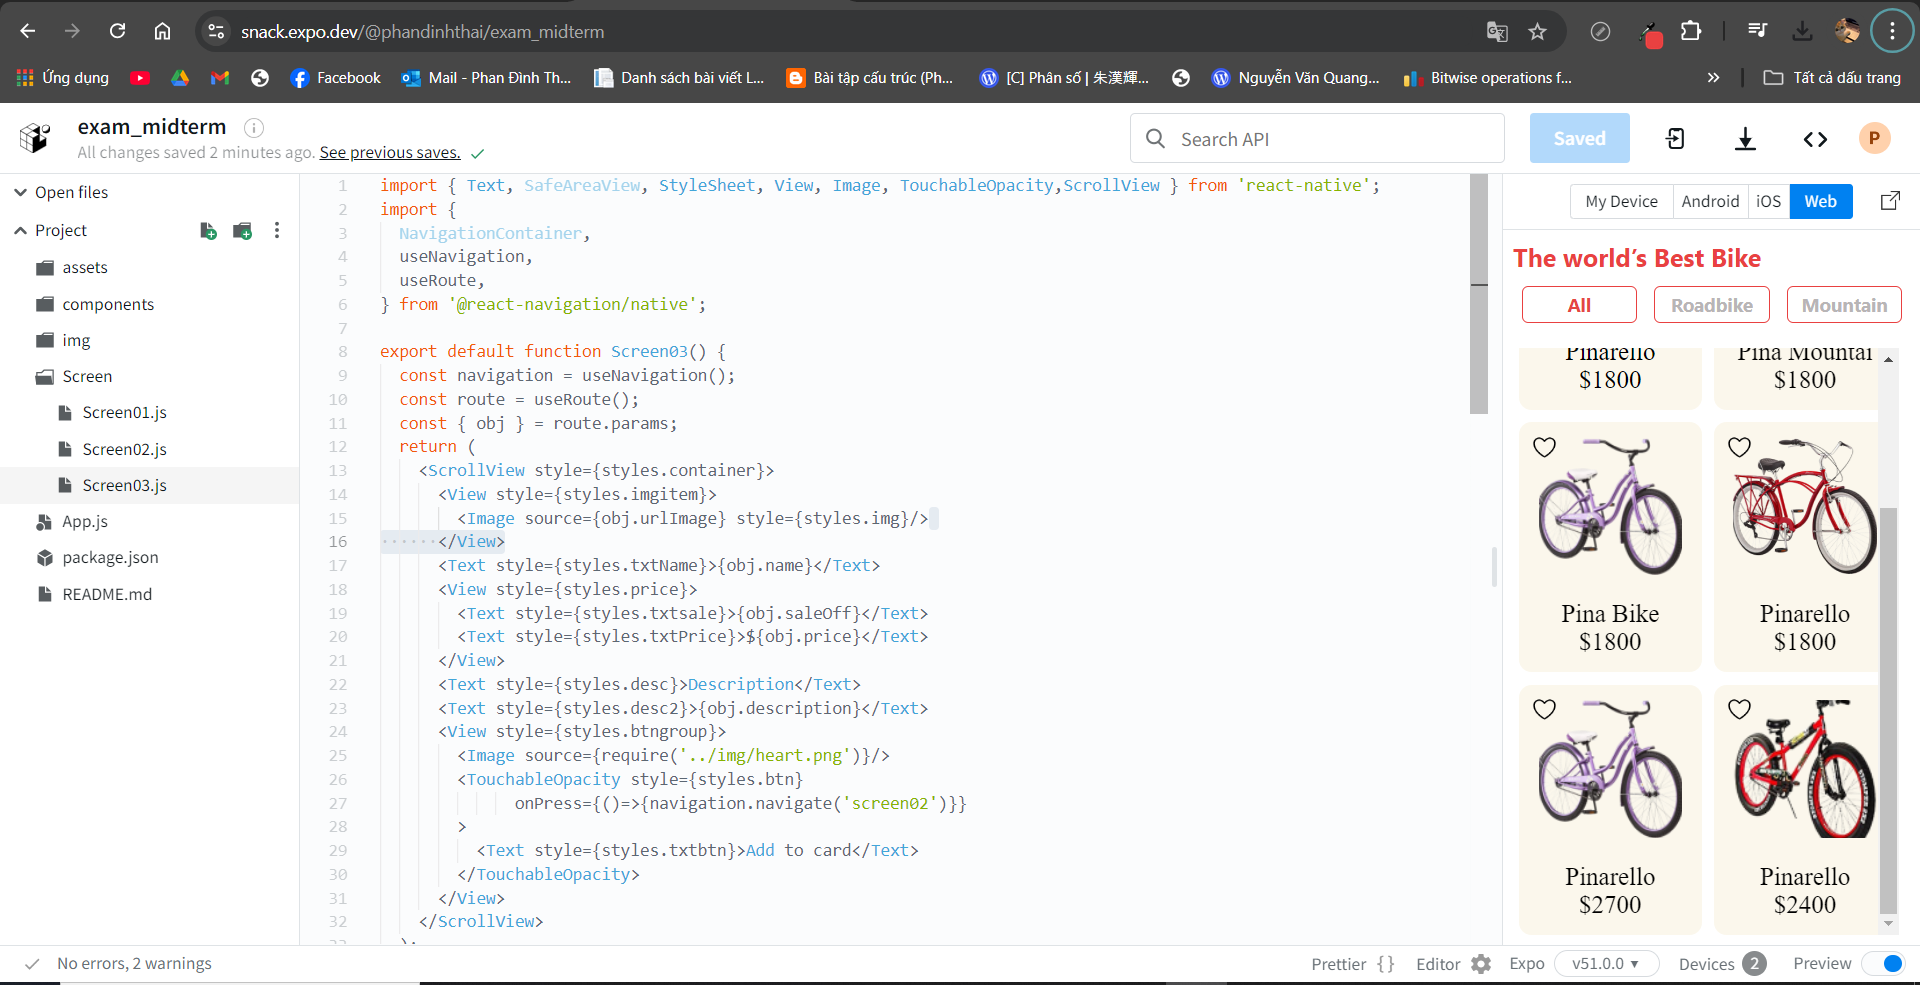 snack.expo.dev/@phandinhthai/exam_midterm
Ứng dụng
Facebook
Mail - Phan Đình Th...
Danh sách bài viết L...
Bài tập cấu trúc (Ph...
[C] Phân số | 朱漢輝...
Nguyễn Văn Quang...
Bitwise operations f...
»
Tất cả dấu trang
exam_midterm
All changes saved 2 minutes ago. See previous saves.
Search API
Saved
P
Open files
Project
assets
components
img
Screen
Screen01.js
Screen02.js
Screen03.js
App.js
package.json
README.md
1 import { Text, SafeAreaView, StyleSheet, View, Image, TouchableOpacity,ScrollView } from 'react-native';
2 import {
3 NavigationContainer,
4 useNavigation,
5 useRoute,
6 } from '@react-navigation/native';
7
8 export default function Screen03() {
9 const navigation = useNavigation();
10 const route = useRoute();
11 const { obj } = route.params;
12 return (
13 <ScrollView style={styles.container}>
14 <View style={styles.imgitem}>
15 <Image source={obj.urlImage} style={styles.img}/>
16 </View>
17 <Text style={styles.txtName}>{obj.name}</Text>
18 <View style={styles.price}>
19 <Text style={styles.txtsale}>{obj.saleOff}</Text>
20 <Text style={styles.txtPrice}>${obj.price}</Text>
21 </View>
22 <Text style={styles.desc}>Description</Text>
23 <Text style={styles.desc2}>{obj.description}</Text>
24 <View style={styles.btngroup}>
25 <Image source={require('../img/heart.png')}/>
26 <TouchableOpacity style={styles.btn}
27 onPress={()=>{navigation.navigate('screen02')}}
28 >
29 <Text style={styles.txtbtn}>Add to card</Text>
30 </TouchableOpacity>
31 </View>
32 </ScrollView>
33 );
My Device
Android
iOS
Web
The world's Best Bike
All
Roadbike
Mountain
Pinarello
$1800
Pina Mountai
$1800
Pina Bike
$1800
Pinarello
$1800
Pinarello
$2700
Pinarello
$2400
No errors, 2 warnings
Prettier { }
Editor
Expo
v51.0.0
Devices 2
Preview